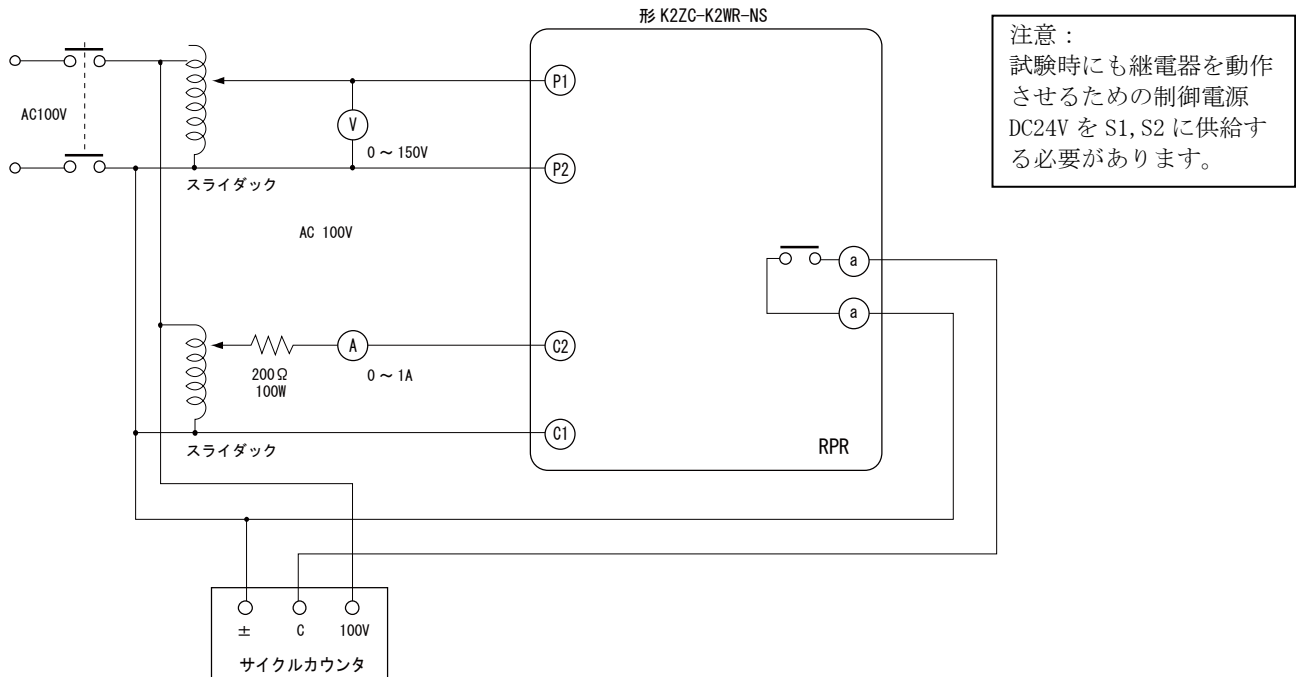 形 K2ZC-K2WR-NS
注意：
試験時にも継電器を動作
させるための制御電源
DC24V を S1,S2 に供給す
る必要があります。
P1
AC100V
V
0 ～ 150V
P2
スライダック
AC 100V
a
a
A
C2
200Ω
100W
0 ～ 1A
C1
スライダック
RPR
± C 100V
サイクルカウンタ